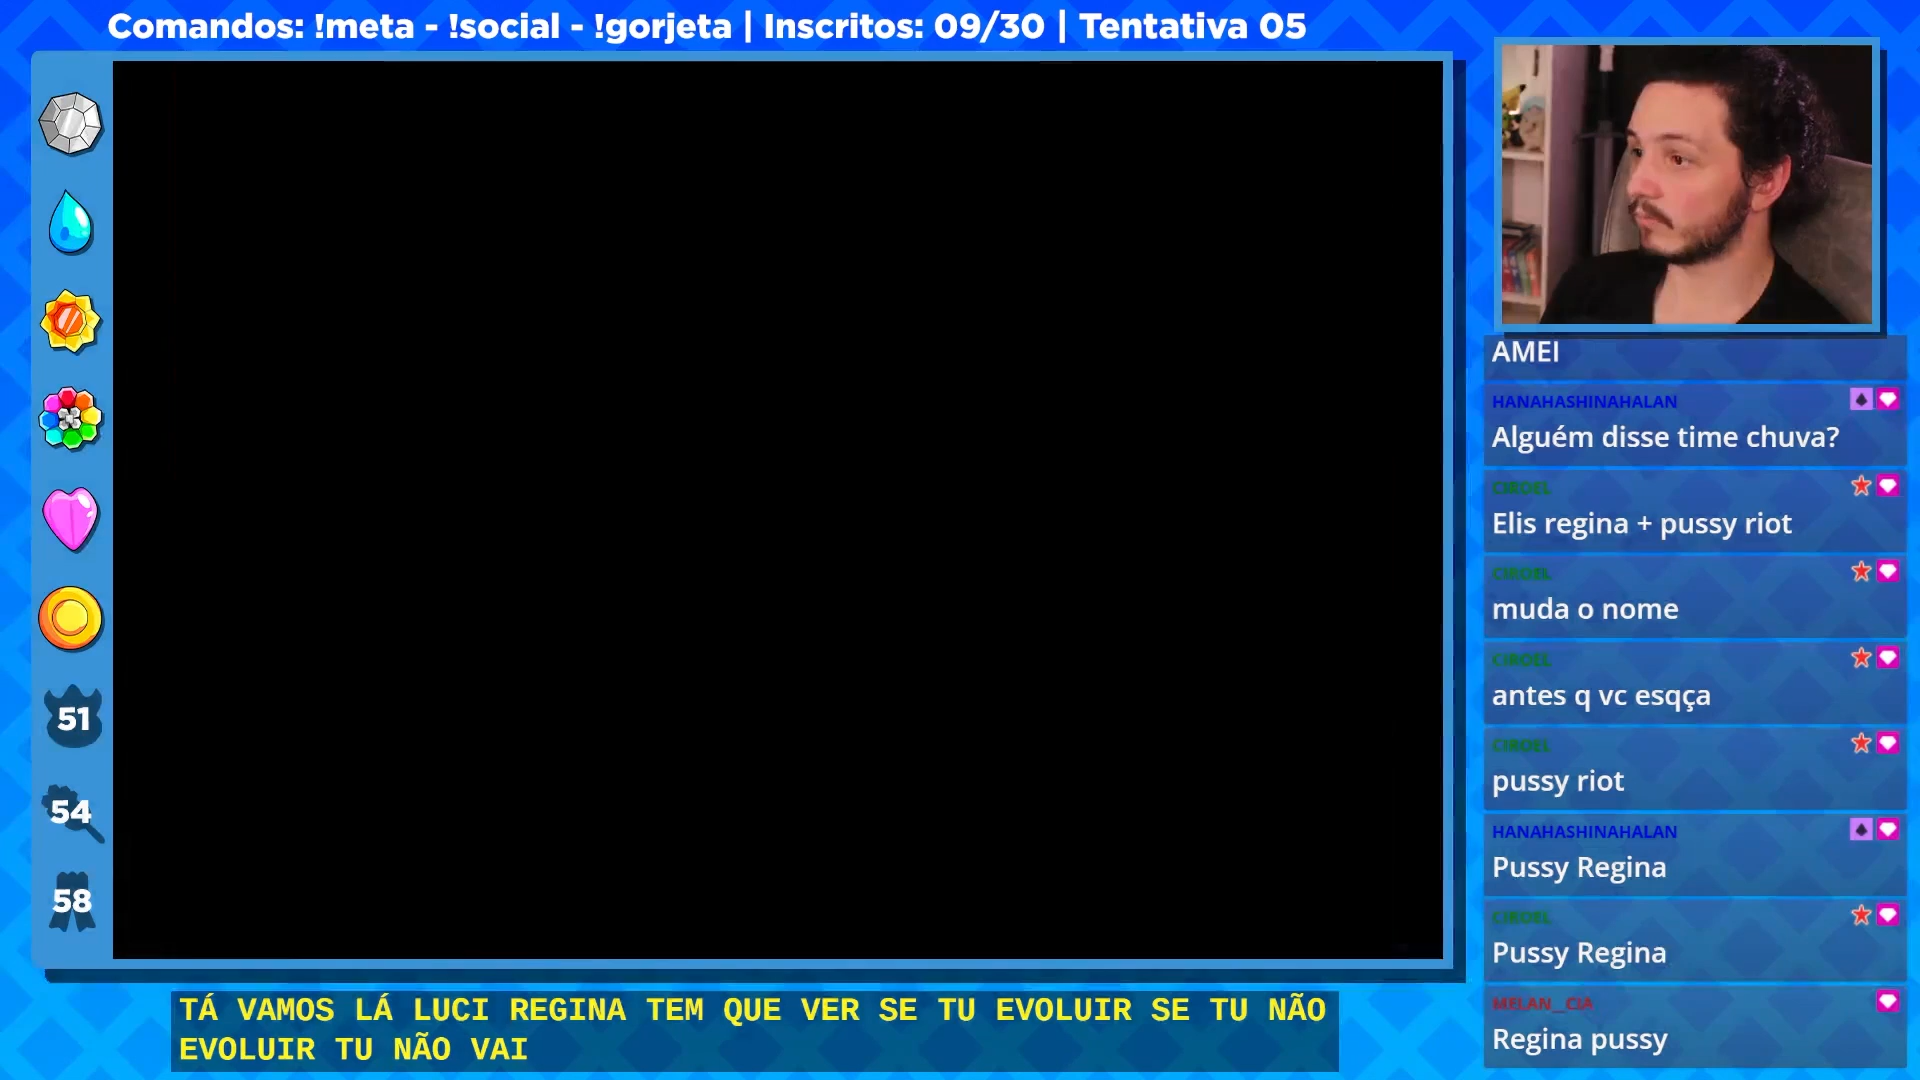 Comandos: !meta - !social - !gorjeta | Inscritos: 09/30 | Tentativa 05
51
54
58
AMEI
HANAHASHINAHALAN
Alguém disse time chuva?
CIROEL
Elis regina + pussy riot
CIROEL
muda o nome
CIROEL
antes q vc esqça
CIROEL
pussy riot
HANAHASHINAHALAN
Pussy Regina
CIROEL
Pussy Regina
MELAN_CIA
Regina pussy
TÁ VAMOS LÁ LUCI REGINA TEM QUE VER SE TU EVOLUIR SE TU NÃO
EVOLUIR TU NÃO VAI